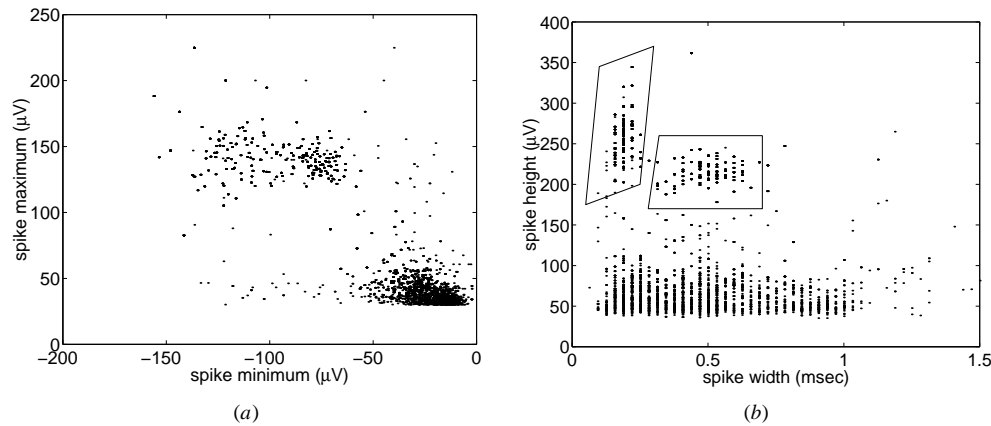 250
200
150
100
50
0
spike maximum (μV)
−200 −150 −100 −50 0
spike minimum (μV)
(a)
400
350
300
250
200
150
100
50
0
spike height (μV)
0 0.5 1 1.5
spike width (msec)
(b)